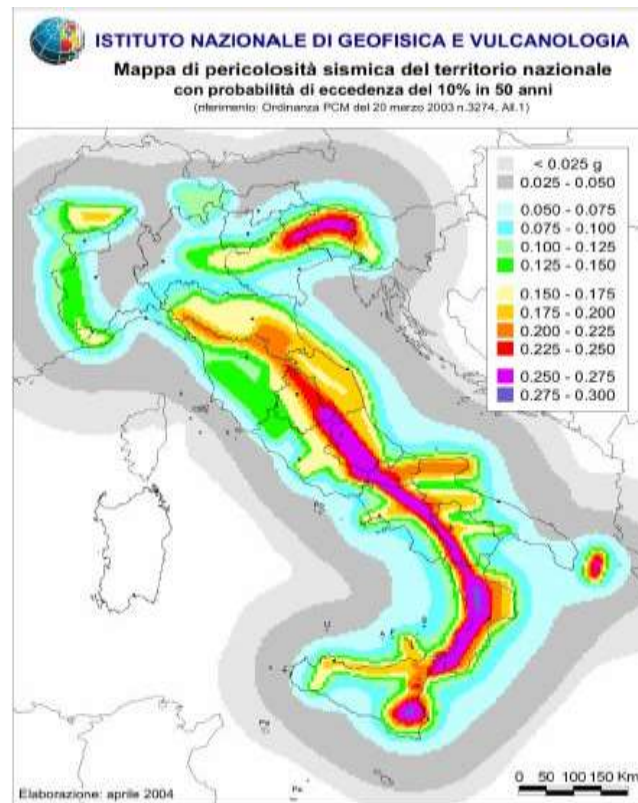 ISTITUTO NAZIONALE DI GEOFISICA E VULCANOLOGIA
Mappa di pericolosità sismica del territorio nazionale
con probabilità di eccedenza del 10% in 50 anni
(riferimento: Ordinanza PCM del 20 marzo 2003 n.3274, All.1)
< 0.025 g
0.025 - 0.050
0.050 - 0.075
0.075 - 0.100
0.100 - 0.125
0.125 - 0.150
0.150 - 0.175
0.175 - 0.200
0.200 - 0.225
0.225 - 0.250
0.250 - 0.275
0.275 - 0.300
U
Pa
Elaborazione: aprile 2004
0 50 100 150 Km